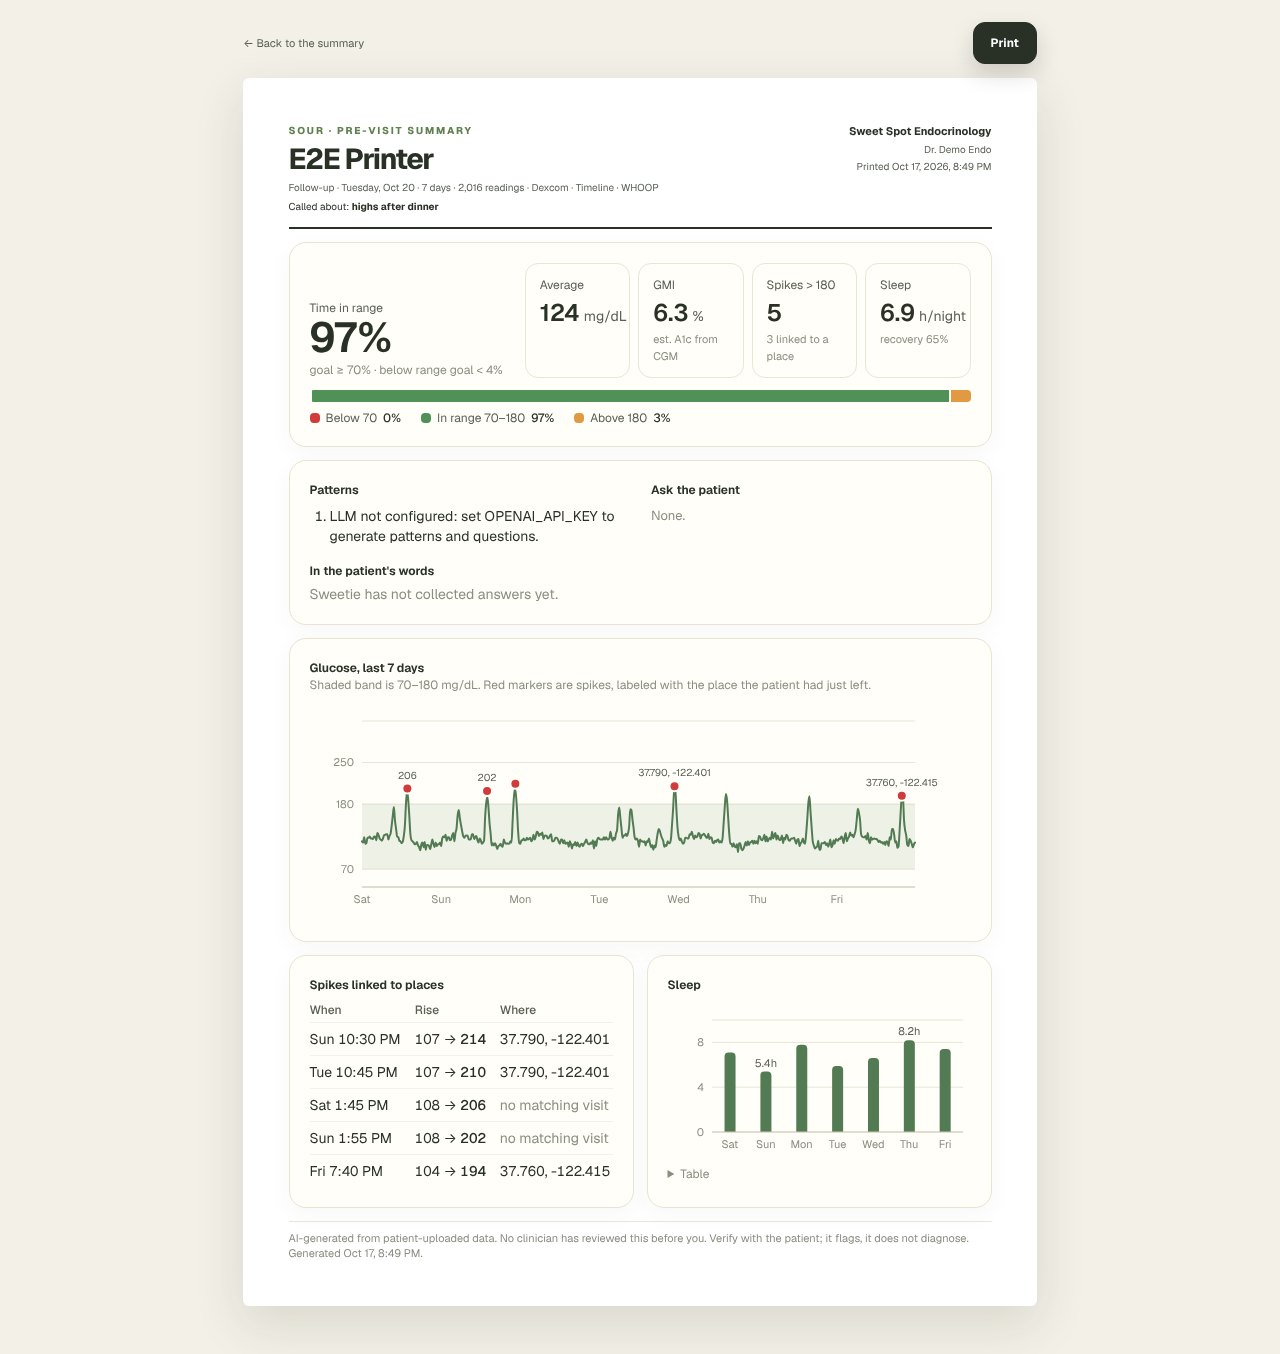 ← Back to the summary
Print
SOUR · PRE-VISIT SUMMARY
E2E Printer
Follow-up · Tuesday, Oct 20 · 7 days · 2,016 readings · Dexcom · Timeline · WHOOP
Called about: highs after dinner
Sweet Spot Endocrinology
Dr. Demo Endo
Printed Oct 17, 2026, 8:49 PM
Time in range
97%
goal ≥ 70% · below range goal < 4%
Average
124 mg/dL
GMI
6.3 %
est. A1c from
CGM
Spikes > 180
5
3 linked to a
place
Sleep
6.9 h/night
recovery 65%
Below 70 0%
In range 70–180 97%
Above 180 3%
Patterns
1. LLM not configured: set OPENAI_API_KEY to
generate patterns and questions.
Ask the patient
None.
In the patient's words
Sweetie has not collected answers yet.
Glucose, last 7 days
Shaded band is 70–180 mg/dL. Red markers are spikes, labeled with the place the patient had just left.
250
180
70
206
202
37.790, -122.401
37.760, -122.415
Sat Sun Mon Tue Wed Thu Fri
Spikes linked to places
When Rise Where
Sun 10:30 PM 107 → 214 37.790, -122.401
Tue 10:45 PM 107 → 210 37.790, -122.401
Sat 1:45 PM 108 → 206 no matching visit
Sun 1:55 PM 108 → 202 no matching visit
Fri 7:40 PM 104 → 194 37.760, -122.415
Sleep
8
4
0
5.4h
8.2h
Sat Sun Mon Tue Wed Thu Fri
▶ Table
AI-generated from patient-uploaded data. No clinician has reviewed this before you. Verify with the patient; it flags, it does not diagnose.
Generated Oct 17, 8:49 PM.